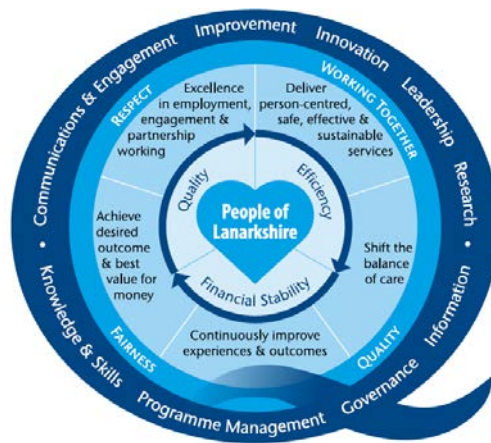 Communications & Engagement
Improvement
Innovation
Leadership
Research
•
Information
Governance
Programme Management
Knowledge & Skills
•
RESPECT
WORKING TOGETHER
QUALITY
FAIRNESS
Excellence
in employment,
engagement &
partnership
working
Deliver
person-centred,
safe, effective &
sustainable
services
Shift the
balance
of care
Continuously improve
experiences & outcomes
Achieve
desired
outcome
& best
value for
money
Quality
Efficiency
Financial Stability
People of
Lanarkshire